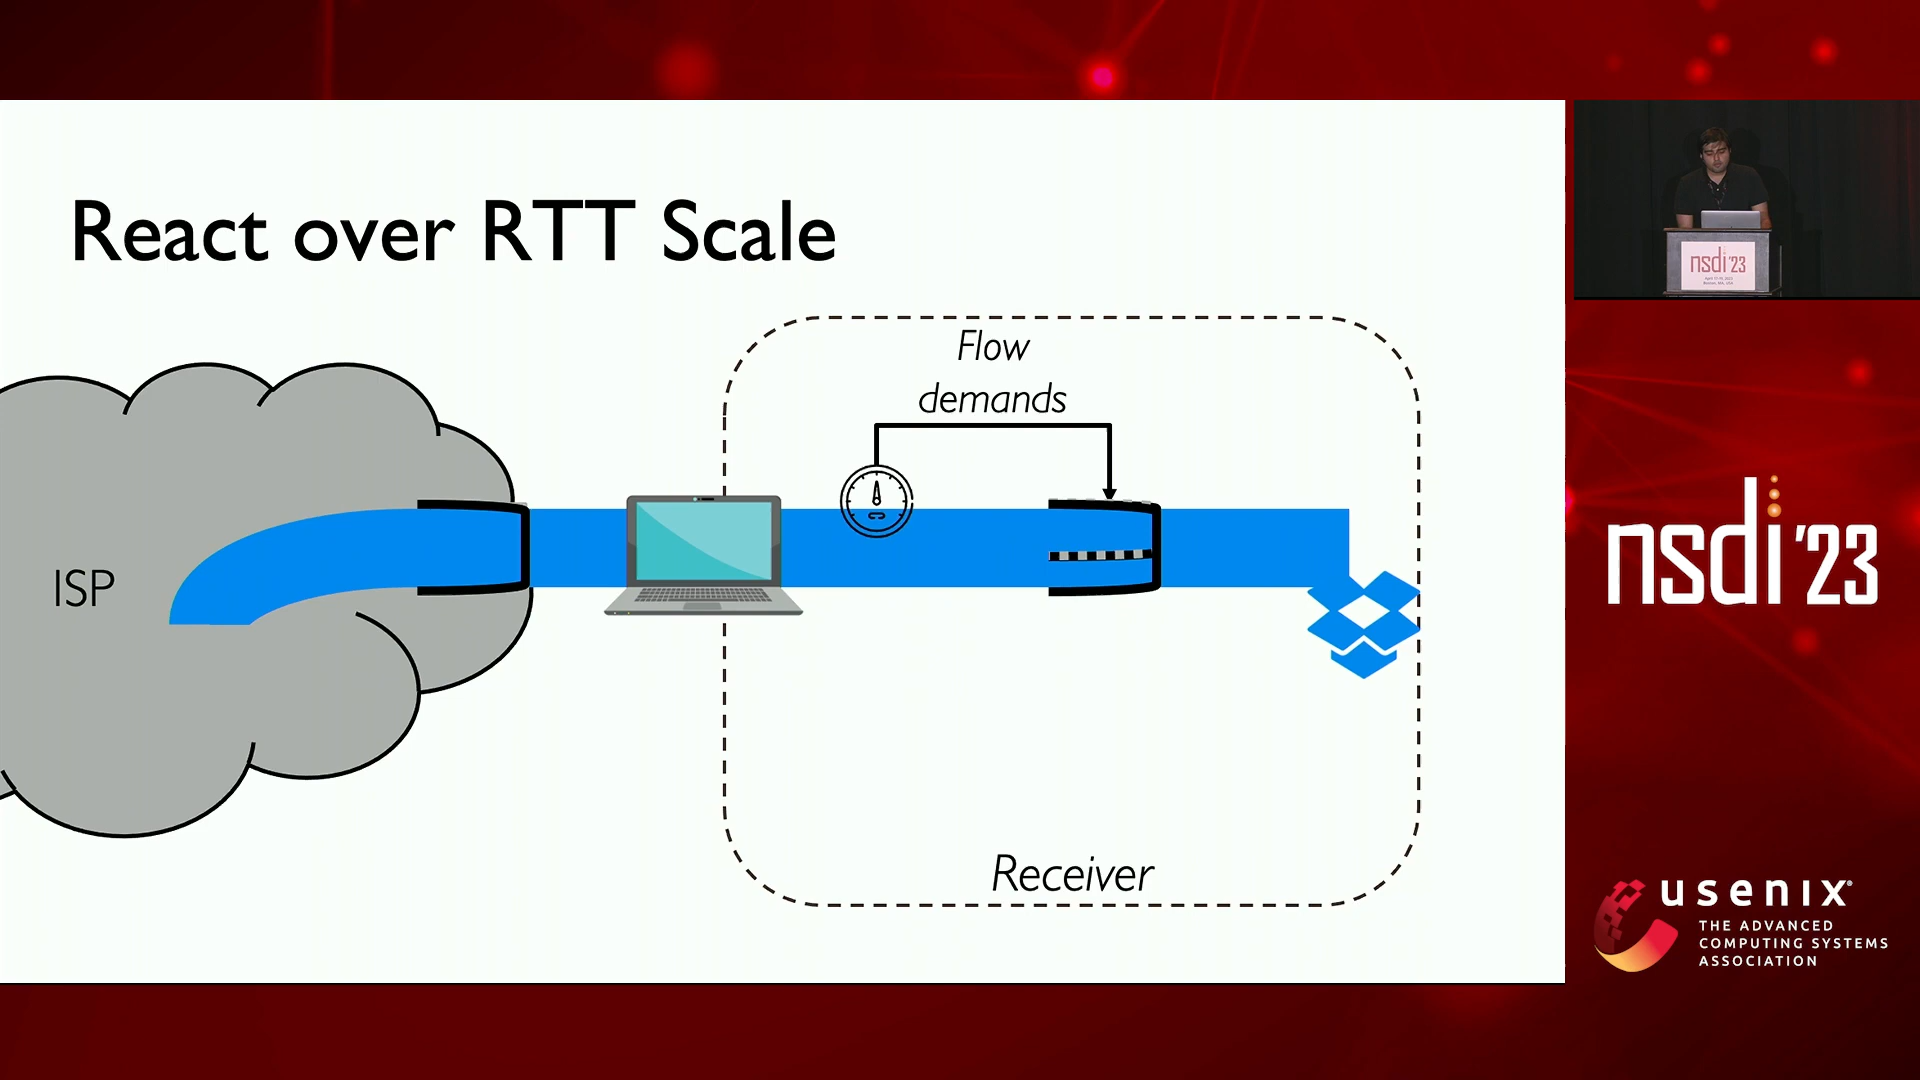 React over RTT Scale
Flow
demands
ISP
Receiver
nsdi '23
nsdi '23
usenix
THE ADVANCED
COMPUTING SYSTEMS
ASSOCIATION